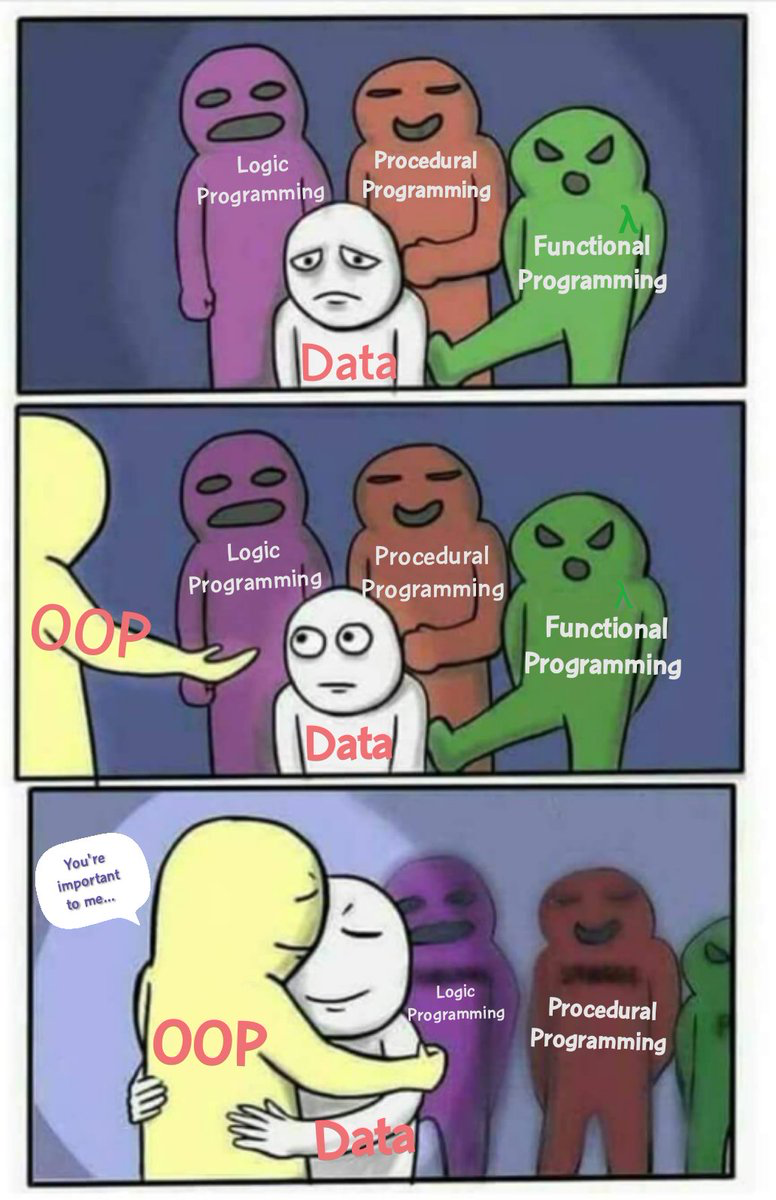 Logic
Programming
Procedural
Programming
λ
Functional
Programming
Data
OOP
Logic
Programming
Procedural
Programming
λ
Functional
Programming
Data
You're
important
to me...
OOP
Logic
Programming
Procedural
Programming
Data